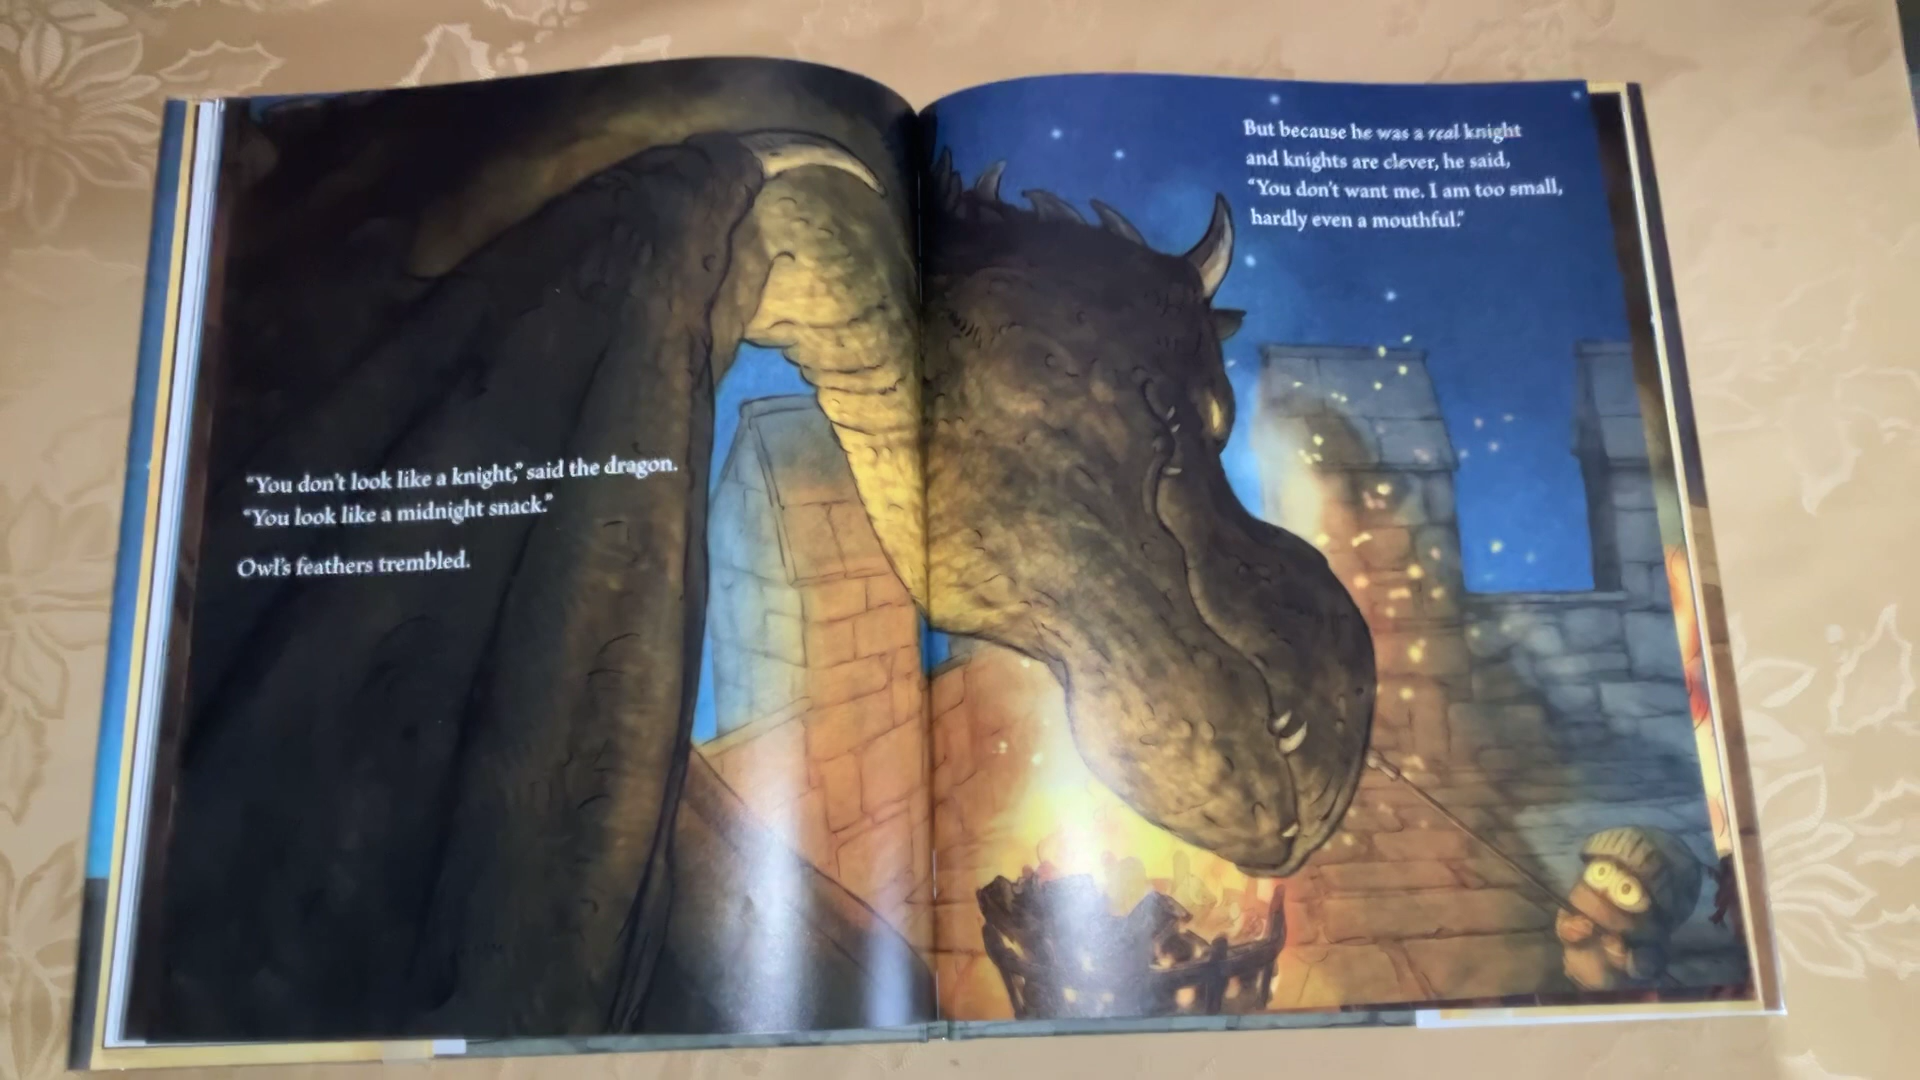 “You don’t look like a knight,” said the dragon.
“You look like a midnight snack.”
Owl’s feathers trembled.
But because he was a real knight
and knights are clever, he said,
“You don’t want me. I am too small,
hardly even a mouthful.”